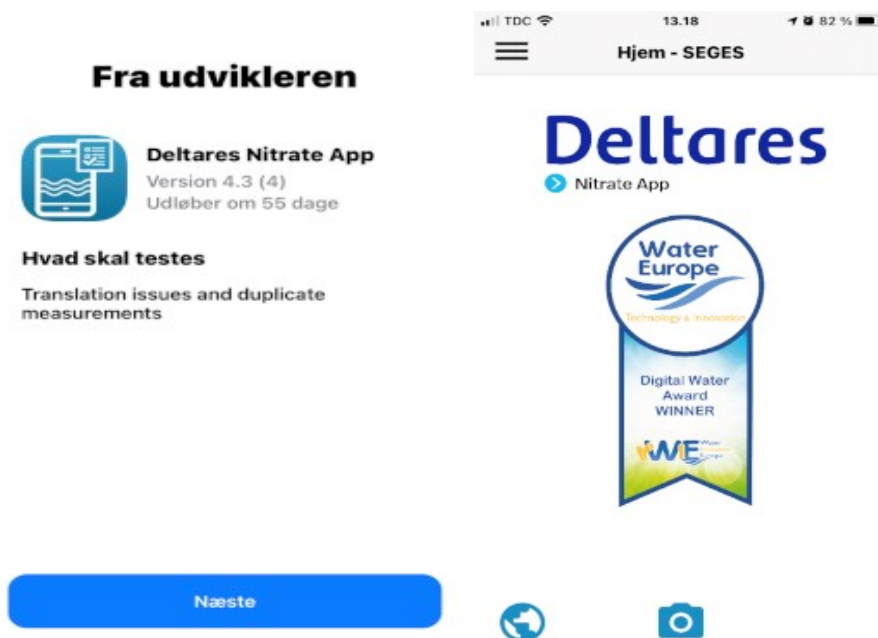 Fra udvikleren
Deltares Nitrate App
Version 4.3 (4)
Udløber om 55 dage
Hvad skal testes
Translation issues and duplicate
measurements
Næste
TDC 13.18 82 %
Hjem - SEGES
Deltares
Nitrate App
Water
Europe
Technology & Innovation
Digital Water
Award
WINNER
Water
Europe